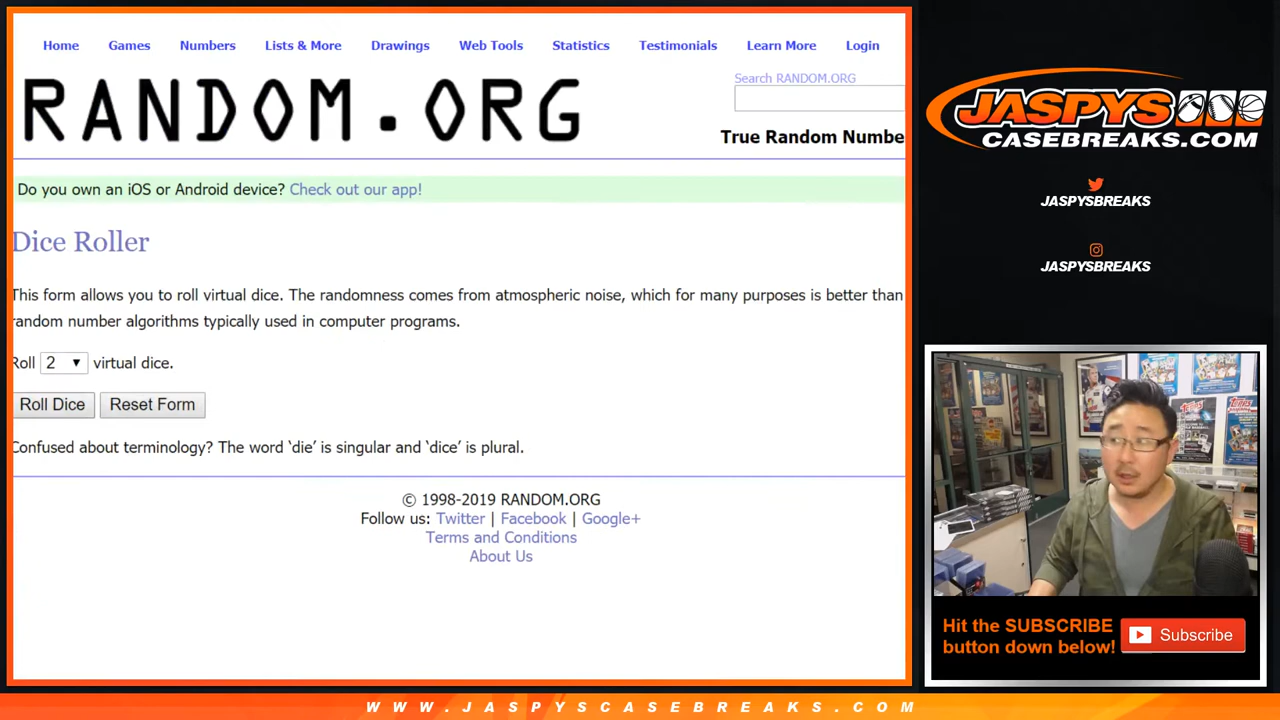 Home Games Numbers Lists & More Drawings Web Tools Statistics Testimonials Learn More Login
RANDOM.ORG
Search RANDOM.ORG
True Random Numbe
Do you own an iOS or Android device? Check out our app!
Dice Roller
This form allows you to roll virtual dice. The randomness comes from atmospheric noise, which for many purposes is better than
random number algorithms typically used in computer programs.
Roll 2 virtual dice.
Roll Dice Reset Form
Confused about terminology? The word ‘die’ is singular and ‘dice’ is plural.
© 1998-2019 RANDOM.ORG
Follow us: Twitter | Facebook | Google+
Terms and Conditions
About Us
JASPYS
CASEBREAKS.COM
JASPYSBREAKS
JASPYSBREAKS
Topps
Hit the SUBSCRIBE
button down below!
Subscribe
WWW.JASPYSCASEBREAKS.COM